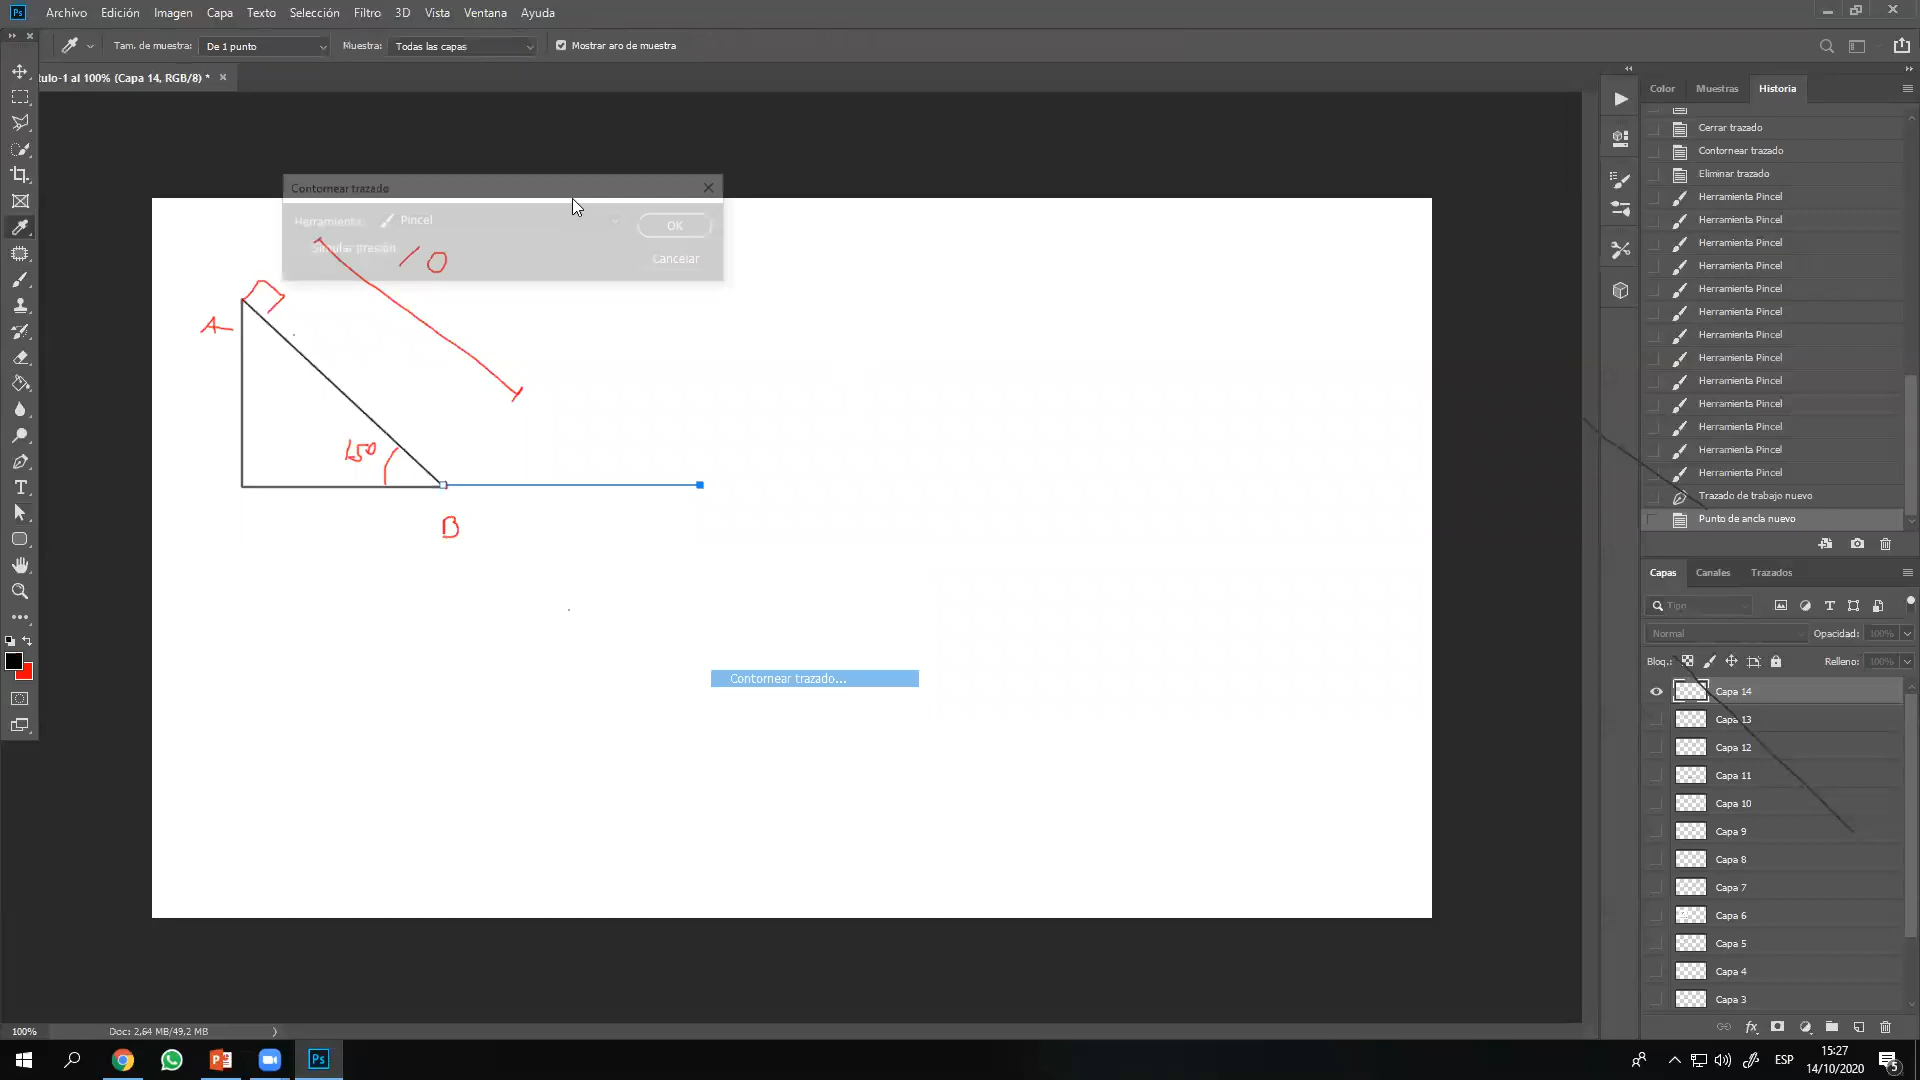 Ps Archivo Edición Imagen Capa Texto Selección Filtro 3D Vista Ventana Ayuda
Tam. de muestra: De 1 punto Muestra: Todas las capas Mostrar aro de muestra
tulo-1 al 100% (Capa 14, RGB/8) * ×
Color Muestras Historia
Cerrar trazado
Contornear trazado
Eliminar trazado
Herramienta Pincel
Herramienta Pincel
Herramienta Pincel
Herramienta Pincel
Herramienta Pincel
Herramienta Pincel
Herramienta Pincel
Herramienta Pincel
Herramienta Pincel
Herramienta Pincel
Herramienta Pincel
Herramienta Pincel
Herramienta Pincel
Trazado de trabajo nuevo
Punto de ancla nuevo
Contornear trazado
Herramienta: Pincel OK
Simular presión Cancelar
10
A
B
Contornear trazado...
Capas Canales Trazados
Tipo
Normal Opacidad: 100%
Bloq.: Relleno: 100%
Capa 14
Capa 13
Capa 12
Capa 11
Capa 10
Capa 9
Capa 8
Capa 7
Capa 6
Capa 5
Capa 4
Capa 3
fx
100% Doc: 2,64 MB/49,2 MB
Ps
ESP
15:27
14/10/2020
5